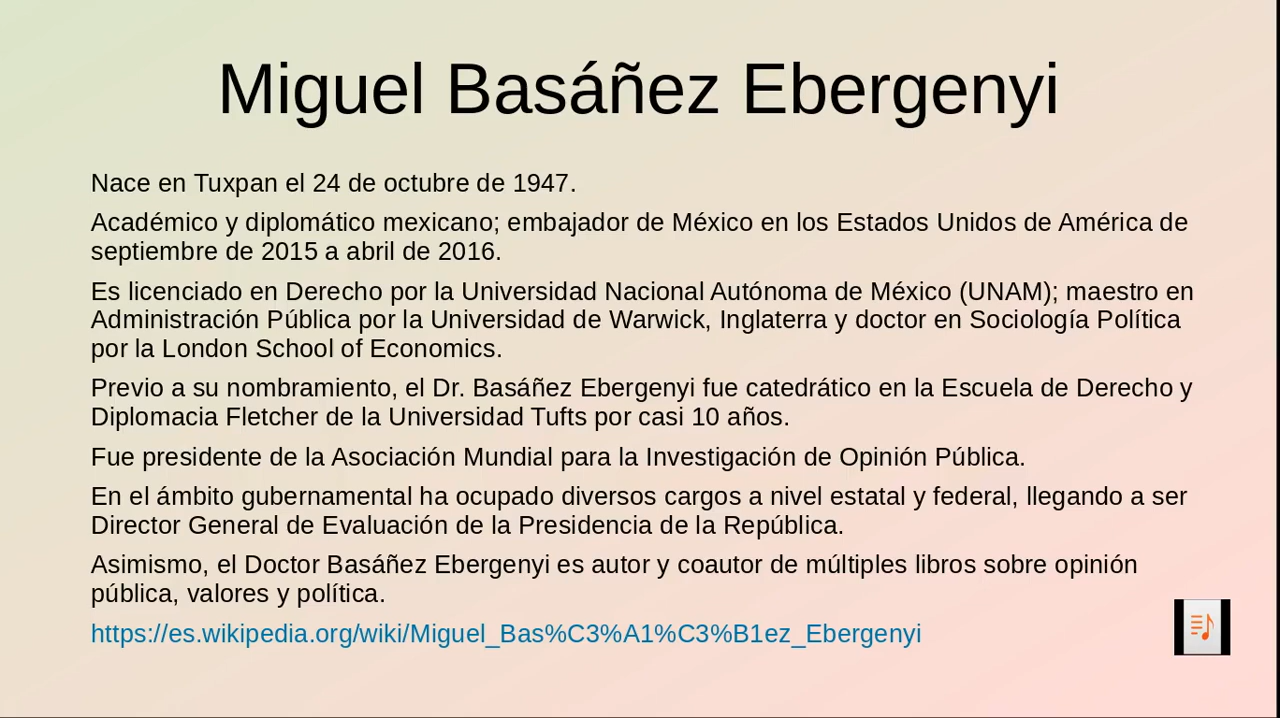 Miguel Basáñez Ebergenyi
Nace en Tuxpan el 24 de octubre de 1947.
Académico y diplomático mexicano; embajador de México en los Estados Unidos de América de
septiembre de 2015 a abril de 2016.
Es licenciado en Derecho por la Universidad Nacional Autónoma de México (UNAM); maestro en
Administración Pública por la Universidad de Warwick, Inglaterra y doctor en Sociología Política
por la London School of Economics.
Previo a su nombramiento, el Dr. Basáñez Ebergenyi fue catedrático en la Escuela de Derecho y
Diplomacia Fletcher de la Universidad Tufts por casi 10 años.
Fue presidente de la Asociación Mundial para la Investigación de Opinión Pública.
En el ámbito gubernamental ha ocupado diversos cargos a nivel estatal y federal, llegando a ser
Director General de Evaluación de la Presidencia de la República.
Asimismo, el Doctor Basáñez Ebergenyi es autor y coautor de múltiples libros sobre opinión
pública, valores y política.
https://es.wikipedia.org/wiki/Miguel_Bas%C3%A1%C3%B1ez_Ebergenyi